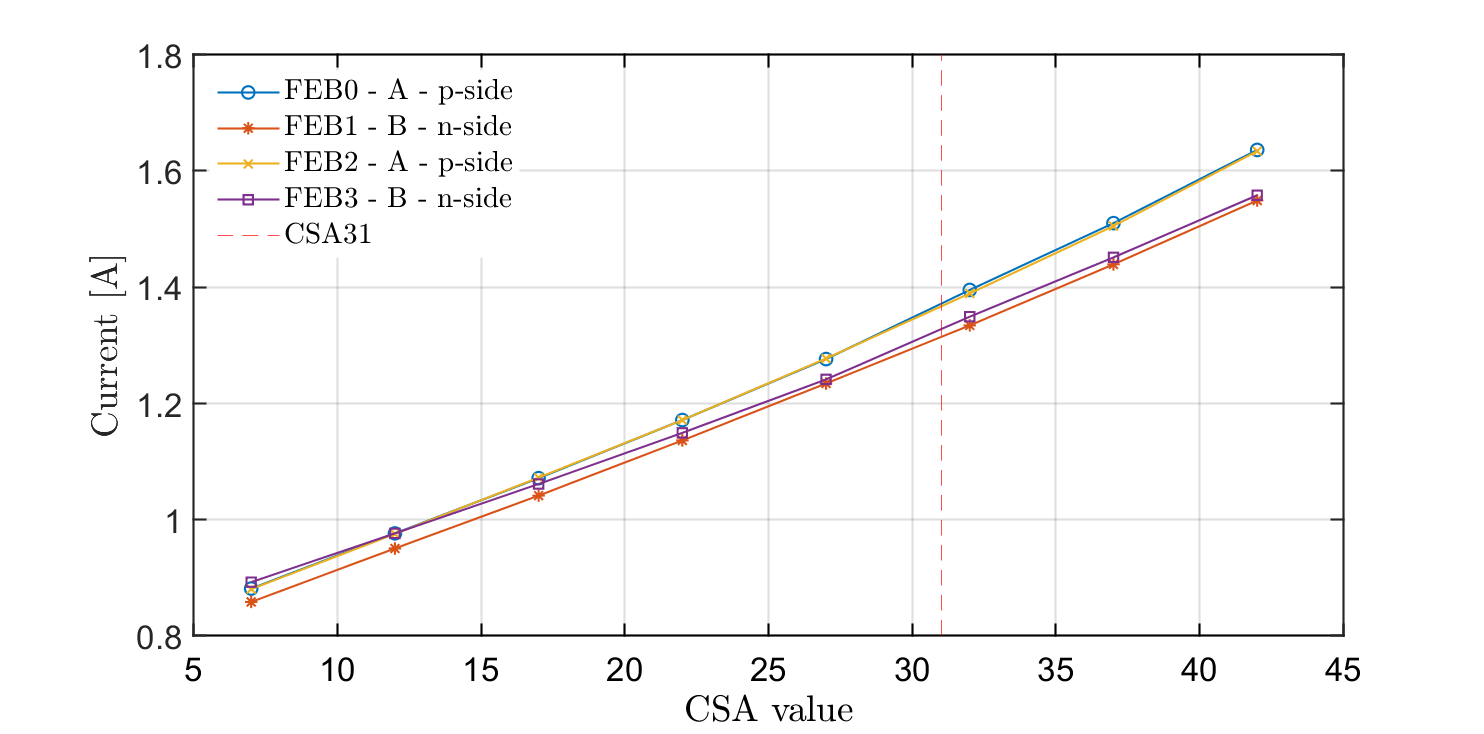 1.8
1.6
1.4
1.2
1
0.8
Current [A]
FEB0 - A - p-side
FEB1 - B - n-side
FEB2 - A - p-side
FEB3 - B - n-side
CSA31
5 10 15 20 25 30 35 40 45
CSA value